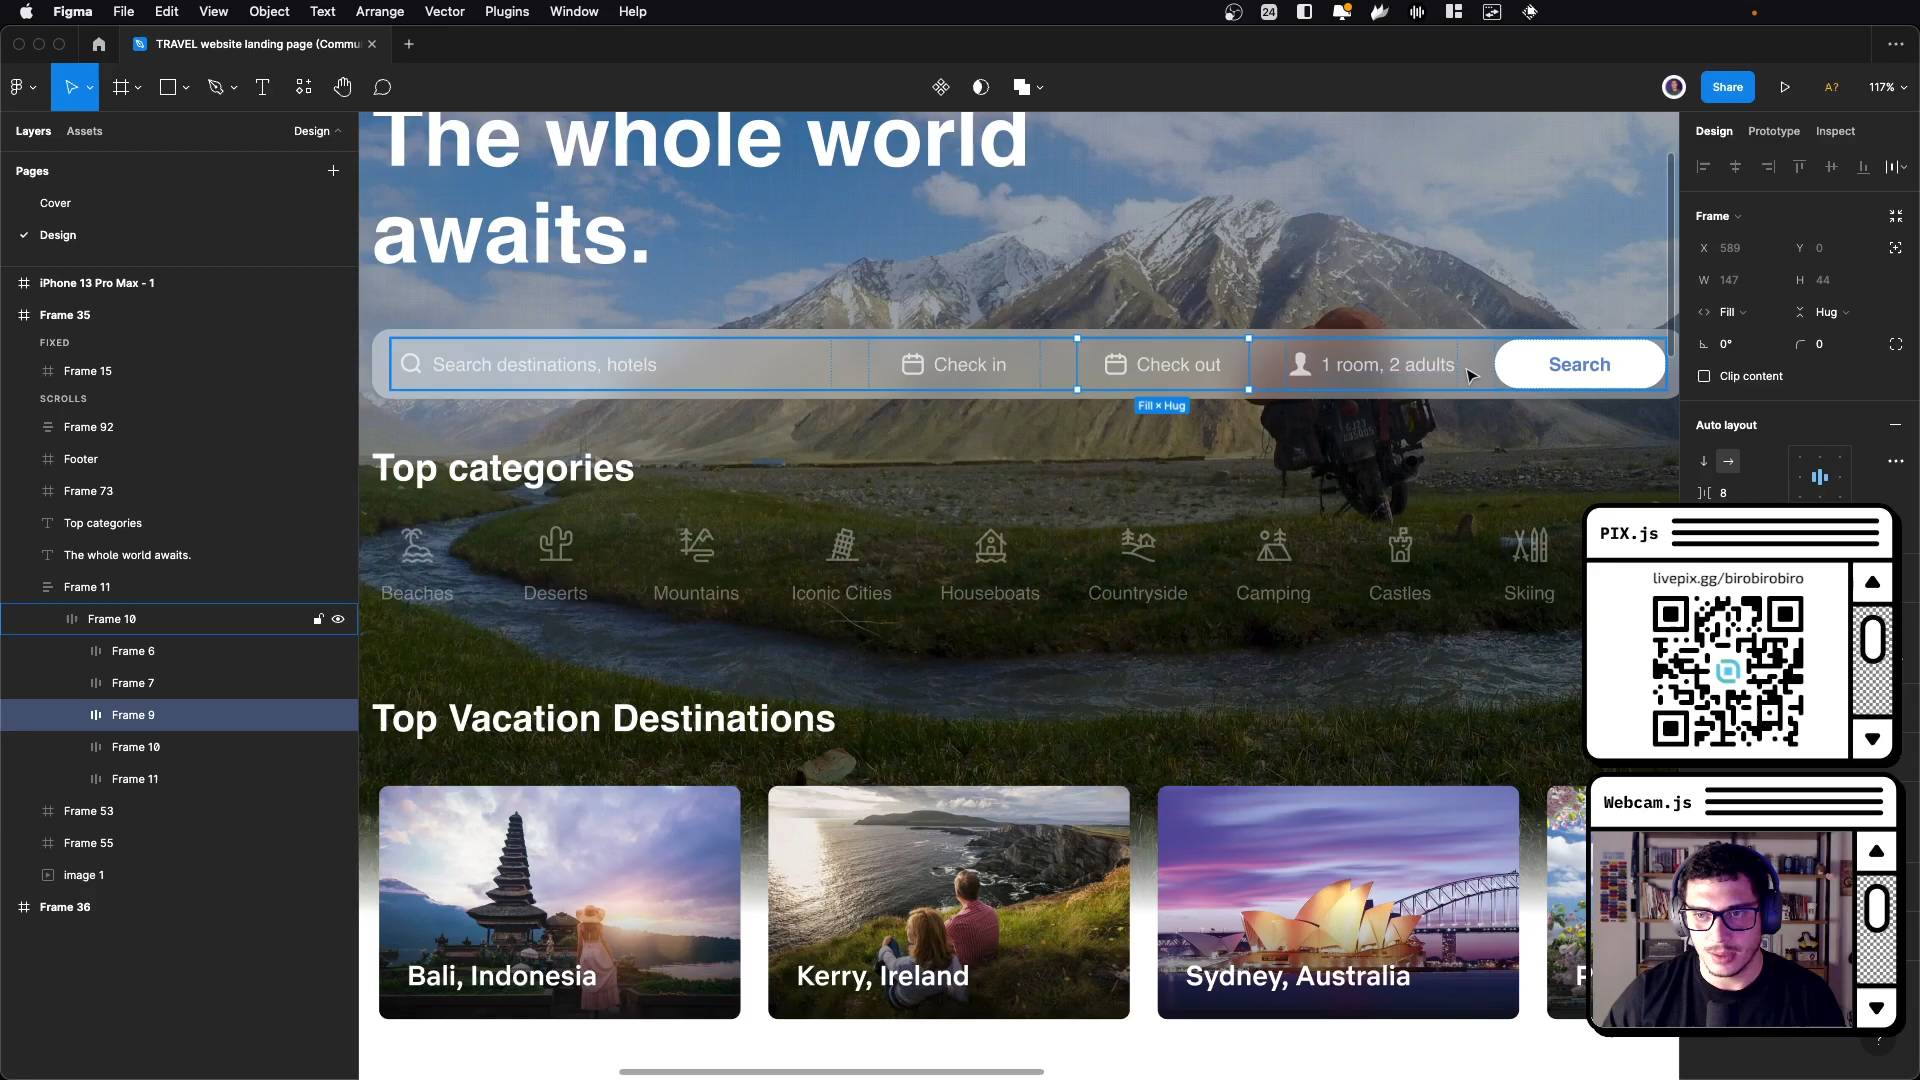 Figma File Edit View Object Text Arrange Vector Plugins Window Help
24
TRAVEL website landing page (Commu
Share
A?
117%
Layers Assets Design
Pages
Cover
Design
iPhone 13 Pro Max - 1
Frame 35
FIXED
Frame 15
SCROLLS
Frame 92
Footer
Frame 73
Top categories
The whole world awaits.
Frame 11
Frame 10
Frame 6
Frame 7
Frame 9
Frame 10
Frame 11
Frame 53
Frame 55
image 1
Frame 36
The whole world
awaits.
Search destinations, hotels Check in Check out 1 room, 2 adults Search
Fill × Hug
Top categories
Beaches Deserts Mountains Iconic Cities Houseboats Countryside Camping Castles Skiing
Top Vacation Destinations
Bali, Indonesia Kerry, Ireland Sydney, Australia
Design Prototype Inspect
Frame
X 589 Y 0
W 147 H 44
Fill Hug
0° 0
Clip content
Auto layout
8
PIX.js
livepix.gg/birobirobiro
Webcam.js
?